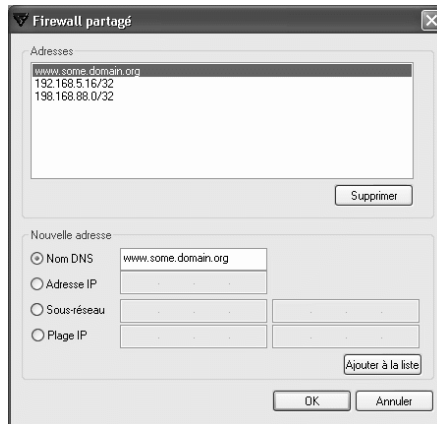 Firewall partagé
Adresses
www.some.domain.org
192.168.5.16/32
198.168.88.0/32
Supprimer
Nouvelle adresse
Nom DNS www.some.domain.org
Adresse IP
Sous-réseau
Plage IP
Ajouter à la liste
OK Annuler